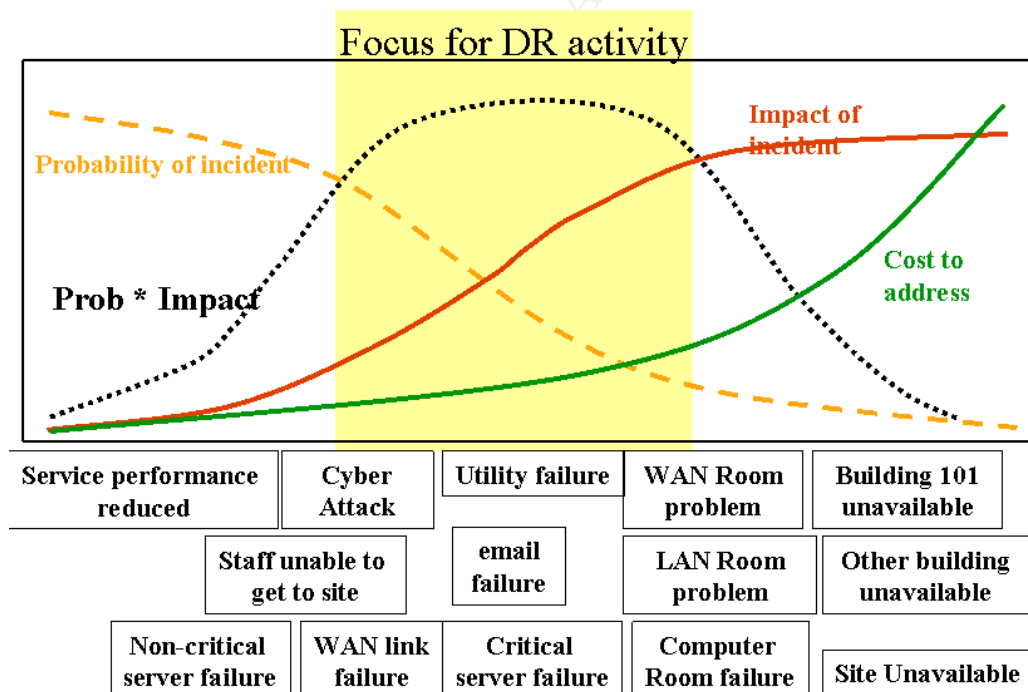 Focus for DR activity
Impact of
incident
Probability of incident
Cost to
address
Prob * Impact
Service performance
reduced
Cyber
Attack
Utility failure
WAN Room
problem
Building 101
unavailable
Staff unable to
get to site
email
failure
LAN Room
problem
Other building
unavailable
Non-critical
server failure
WAN link
failure
Critical
server failure
Computer
Room failure
Site Unavailable